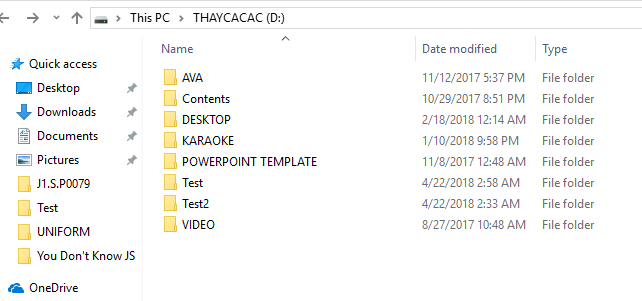 This PC > THAYCACAC (D:)
Name Date modified Type
Quick access
Desktop
Downloads
Documents
Pictures
J1.S.P0079
Test
UNIFORM
You Don't Know JS
OneDrive
AVA 11/12/2017 5:37 PM File folder
Contents 10/29/2017 8:51 PM File folder
DESKTOP 2/18/2018 12:14 AM File folder
KARAOKE 1/10/2018 9:58 PM File folder
POWERPOINT TEMPLATE 11/8/2017 12:48 AM File folder
Test 4/22/2018 2:58 AM File folder
Test2 4/22/2018 2:33 AM File folder
VIDEO 8/27/2017 10:48 AM File folder